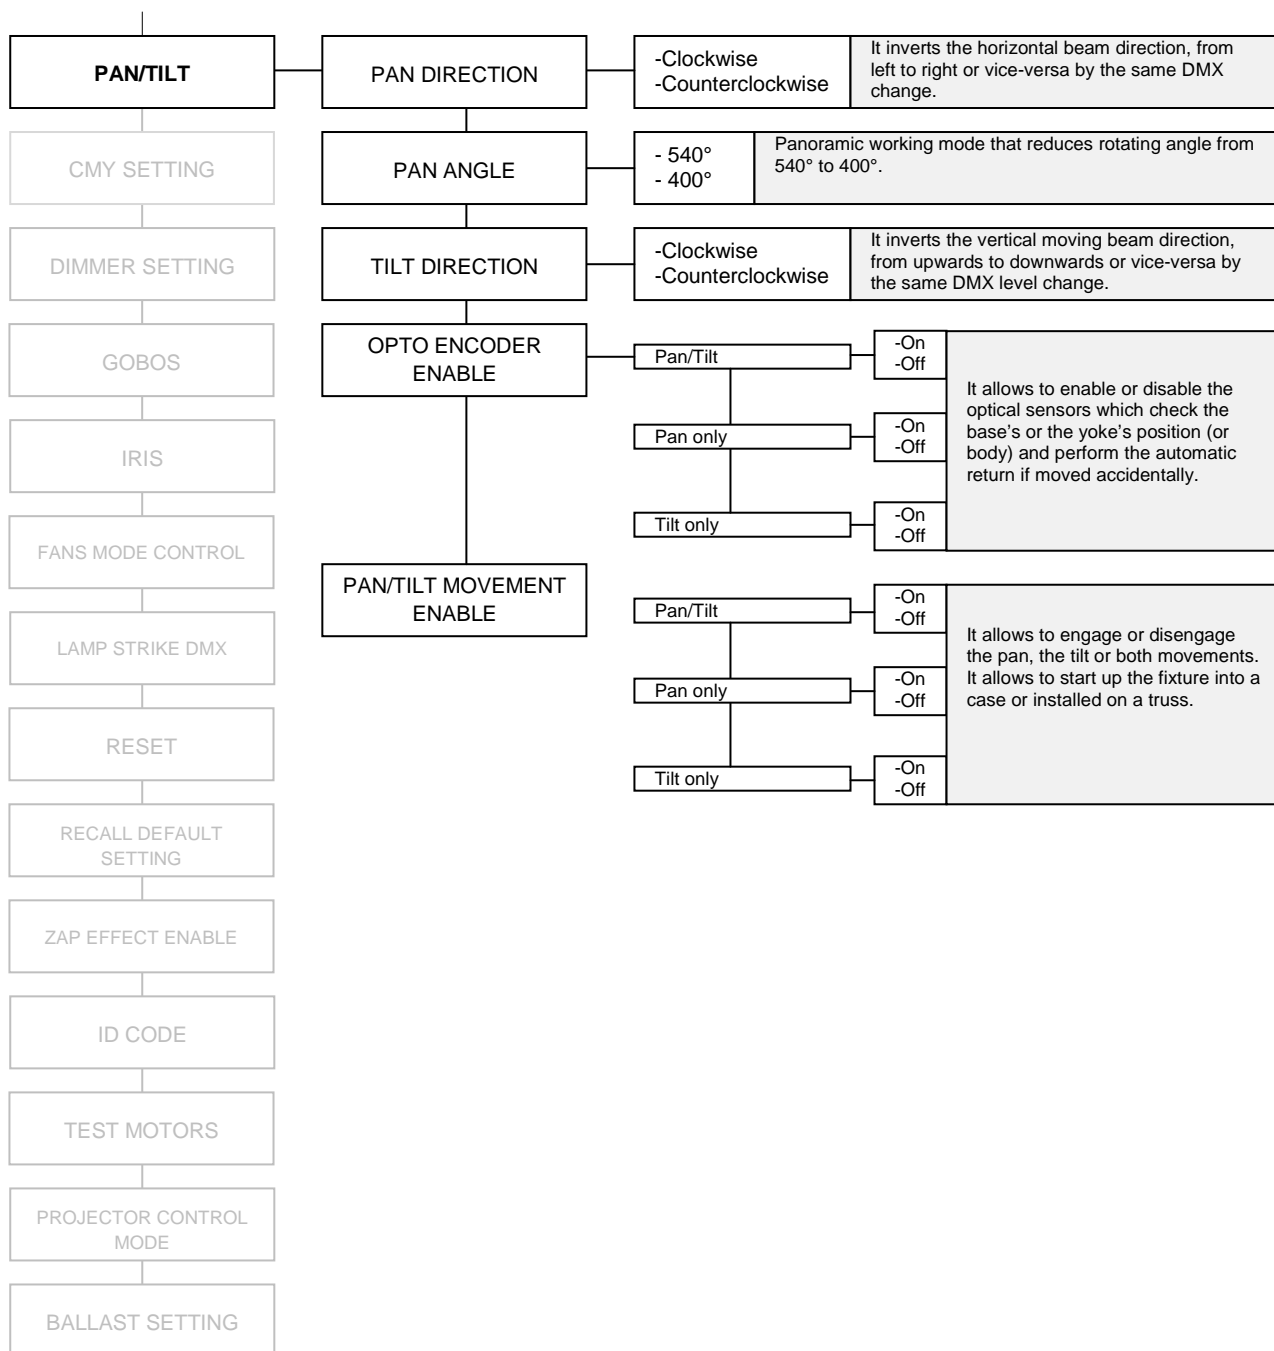 PAN/TILT
PAN DIRECTION
-Clockwise
-Counterclockwise
It inverts the horizontal beam direction, from
left to right or vice-versa by the same DMX
change.
CMY SETTING
PAN ANGLE
- 540°
- 400°
Panoramic working mode that reduces rotating angle from
540° to 400°.
DIMMER SETTING
TILT DIRECTION
-Clockwise
-Counterclockwise
It inverts the vertical moving beam direction,
from upwards to downwards or vice-versa by
the same DMX level change.
GOBOS
OPTO ENCODER
ENABLE
Pan/Tilt
-On
-Off
Pan only
-On
-Off
Tilt only
-On
-Off
It allows to enable or disable the
optical sensors which check the
base's or the yoke's position (or
body) and perform the automatic
return if moved accidentally.
IRIS
FANS MODE CONTROL
PAN/TILT MOVEMENT
ENABLE
Pan/Tilt
-On
-Off
Pan only
-On
-Off
Tilt only
-On
-Off
It allows to engage or disengage
the pan, the tilt or both movements.
It allows to start up the fixture into a
case or installed on a truss.
LAMP STRIKE DMX
RESET
RECALL DEFAULT
SETTING
ZAP EFFECT ENABLE
ID CODE
TEST MOTORS
PROJECTOR CONTROL
MODE
BALLAST SETTING